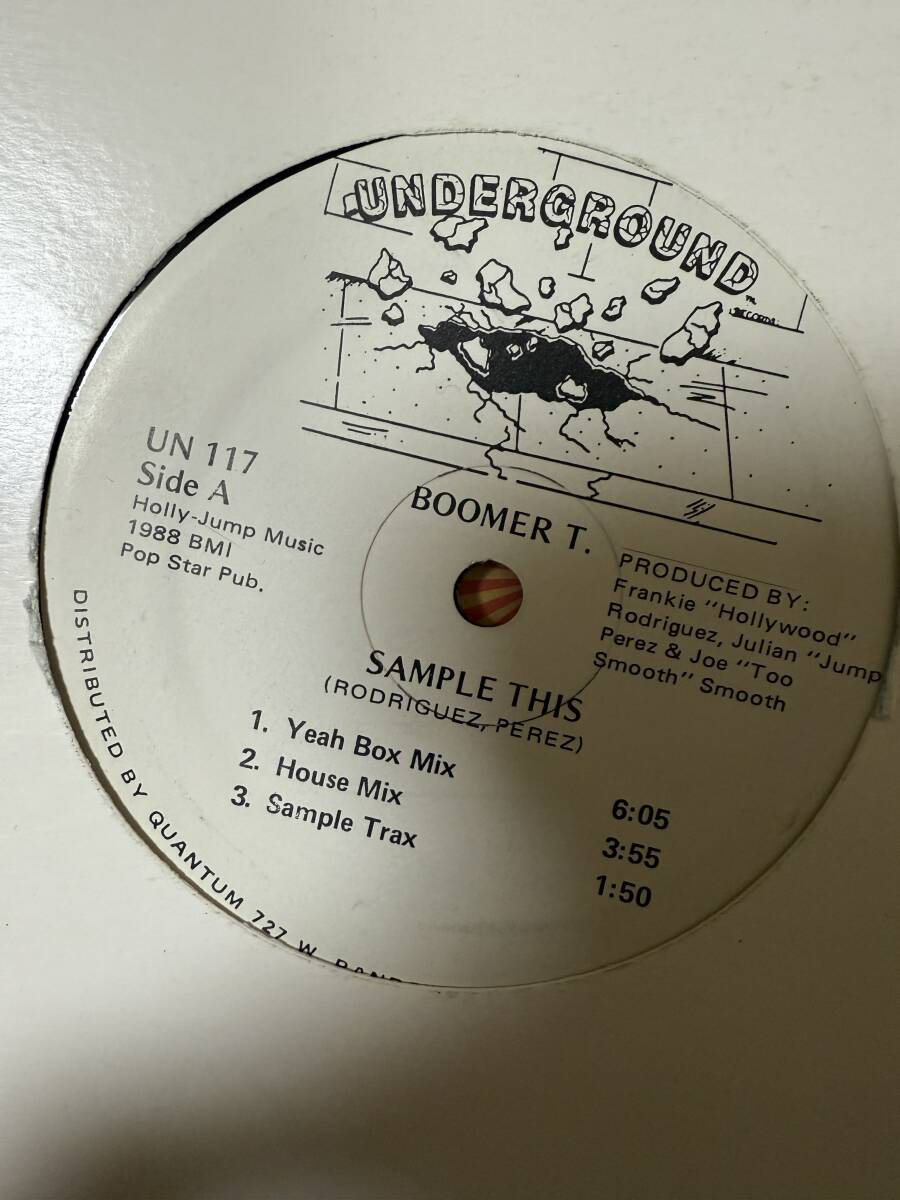 UNDERGROUND
UN 117
Side A
Holly-Jump Music
1988 BMI
Pop Star Pub.
BOOMER T.
PRODUCED BY:
Frankie "Hollywood"
Rodriguez, Julian "Jump
Perez & Joe "Too
Smooth" Smooth
SAMPLE THIS
(RODRIGUEZ, PEREZ)
1. Yeah Box Mix 6:05
2. House Mix 3:55
3. Sample Trax 1:50
DISTRIBUTED BY QUANTUM 727 W.